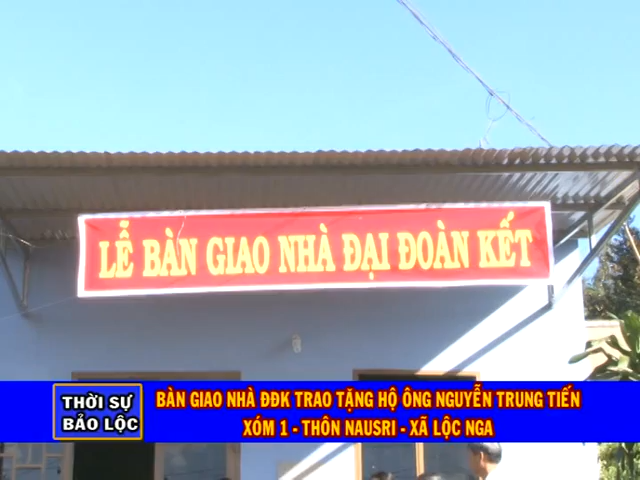 LỄ BÀN GIAO NHÀ ĐẠI ĐOÀN KẾT
THỜI SỰ
BẢO LỘC
BÀN GIAO NHÀ ĐĐK TRAO TẶNG HỘ ÔNG NGUYỄN TRUNG TIẾN
XÓM 1 - THÔN NAUSRI - XÃ LỘC NGA